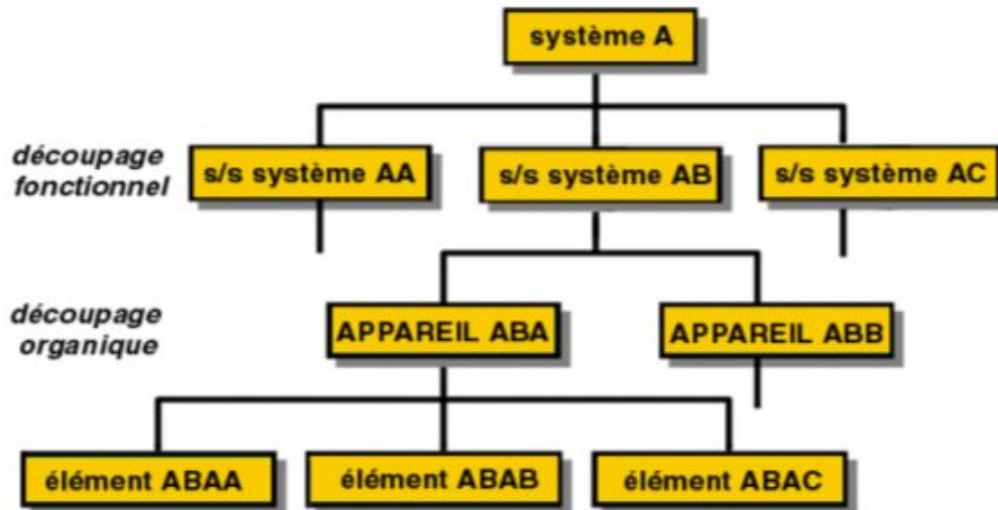 système A
découpage
fonctionnel
s/s système AA
s/s système AB
s/s système AC
découpage
organique
APPAREIL ABA
APPAREIL ABB
élément ABAA
élément ABAB
élément ABAC